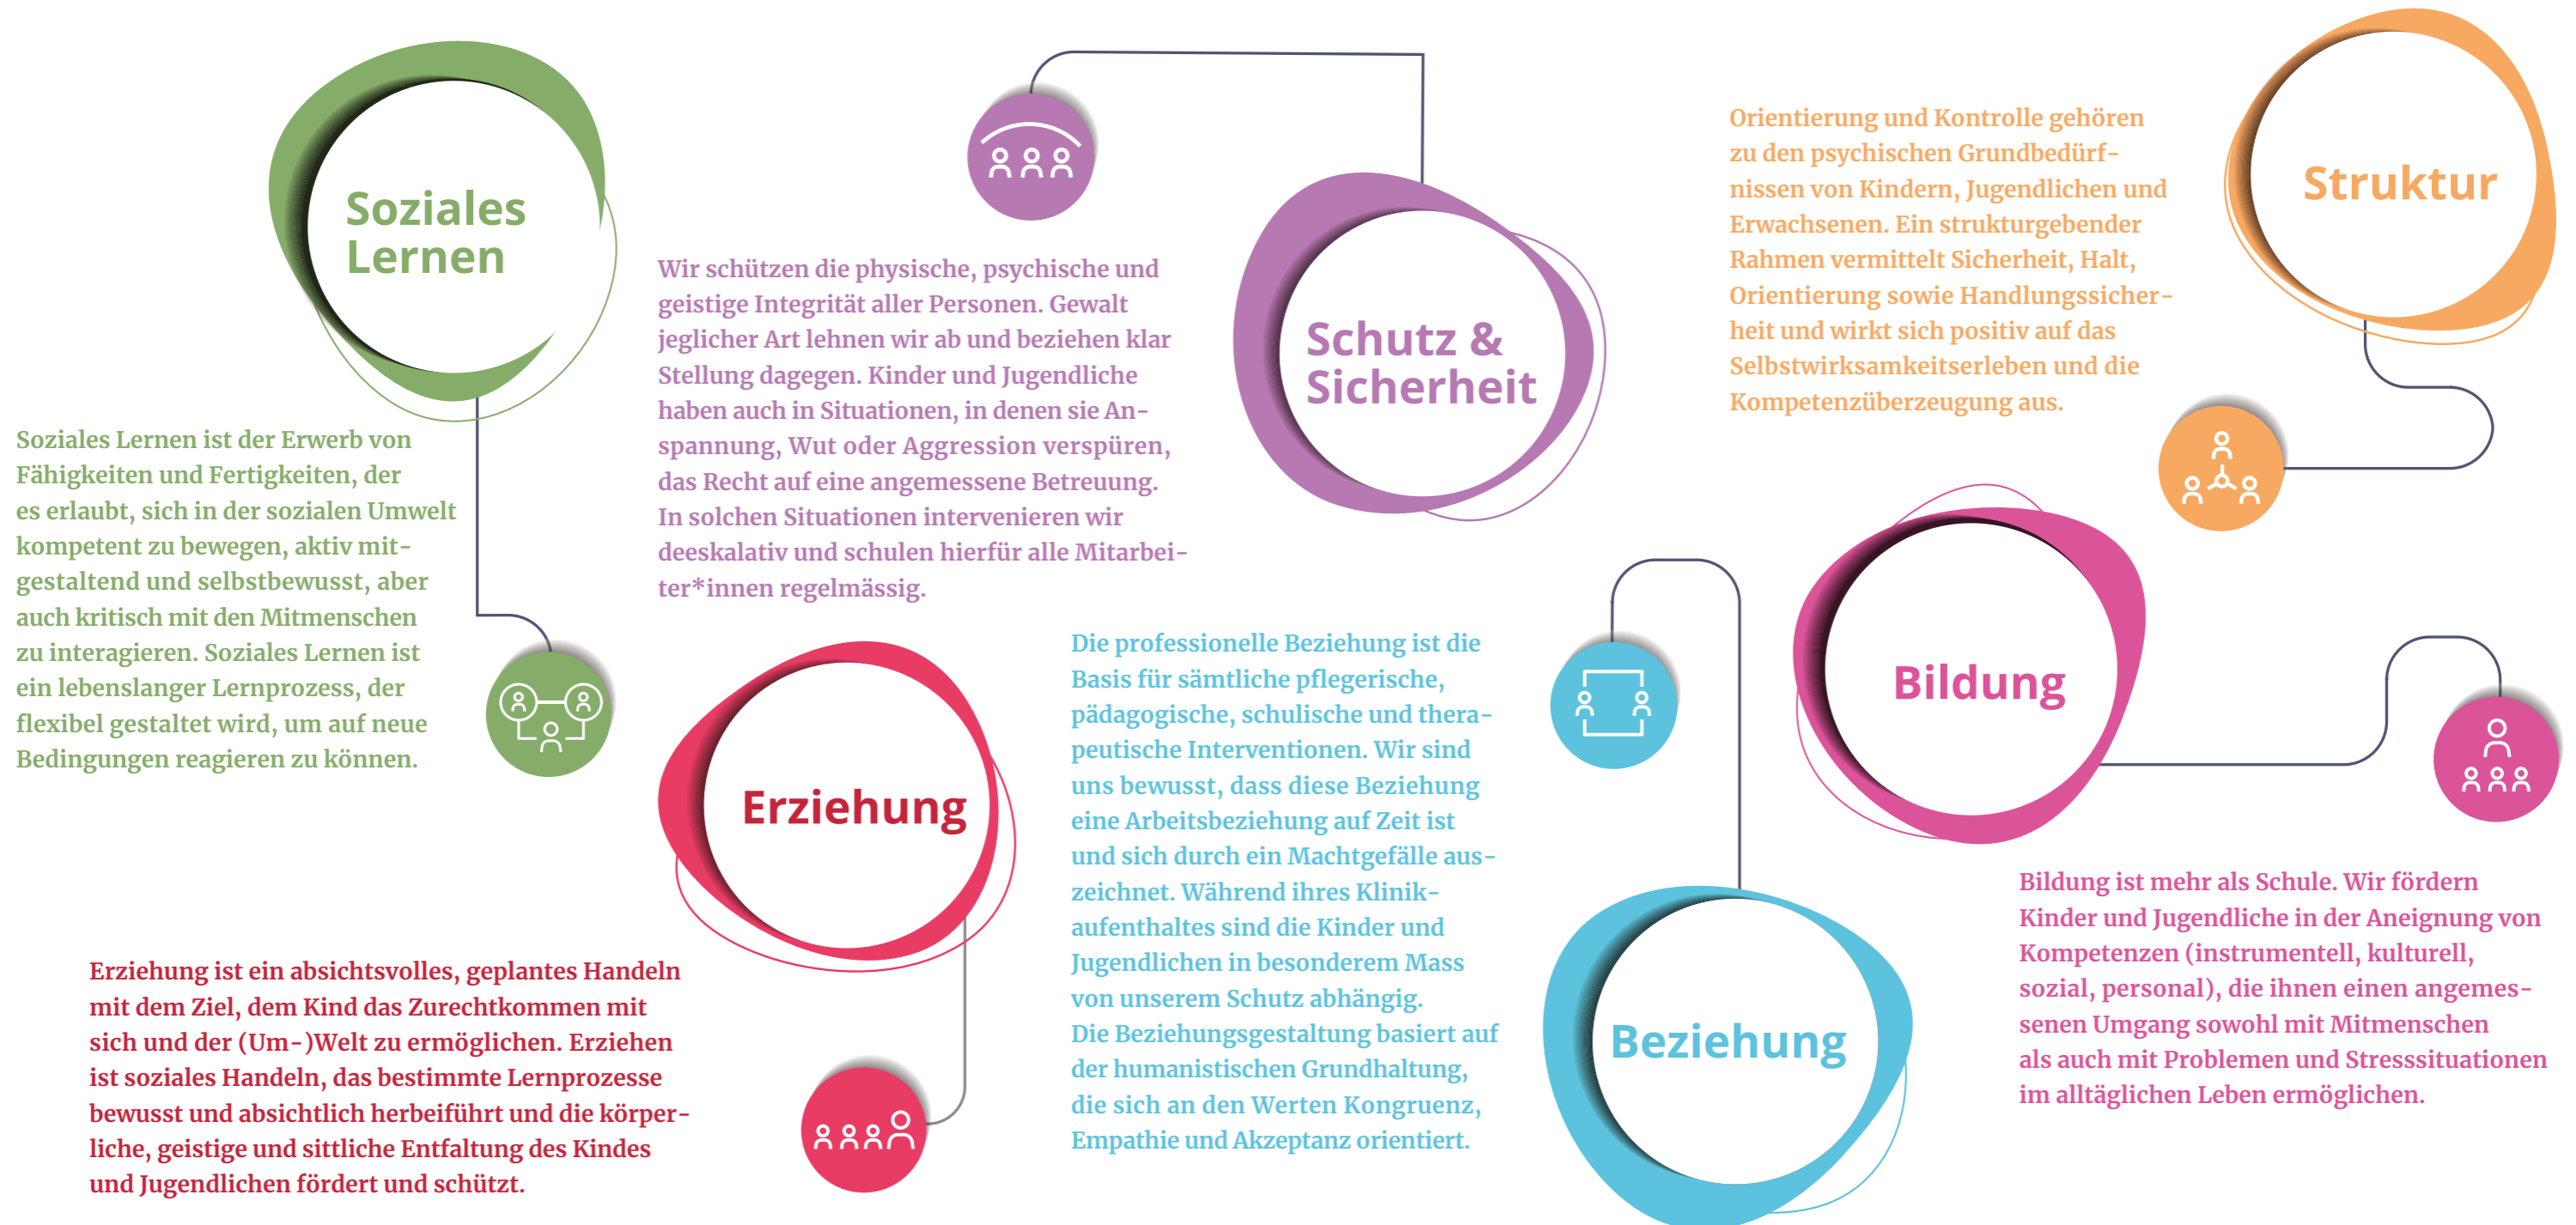 Soziales
Lernen
Soziales Lernen ist der Erwerb von
Fähigkeiten und Fertigkeiten, der
es erlaubt, sich in der sozialen Umwelt
kompetent zu bewegen, aktiv mit-
gestaltend und selbstbewusst, aber
auch kritisch mit den Mitmenschen
zu interagieren. Soziales Lernen ist
ein lebenslanger Lernprozess, der
flexibel gestaltet wird, um auf neue
Bedingungen reagieren zu können.
Schutz &
Sicherheit
Wir schützen die physische, psychische und
geistige Integrität aller Personen. Gewalt
jeglicher Art lehnen wir ab und beziehen klar
Stellung dagegen. Kinder und Jugendliche
haben auch in Situationen, in denen sie An-
spannung, Wut oder Aggression verspüren,
das Recht auf eine angemessene Betreuung.
In solchen Situationen intervenieren wir
deeskalativ und schulen hierfür alle Mitarbei-
ter*innen regelmässig.
Struktur
Orientierung und Kontrolle gehören
zu den psychischen Grundbedürf-
nissen von Kindern, Jugendlichen und
Erwachsenen. Ein strukturgebender
Rahmen vermittelt Sicherheit, Halt,
Orientierung sowie Handlungssicher-
heit und wirkt sich positiv auf das
Selbstwirksamkeitserleben und die
Kompetenzüberzeugung aus.
Erziehung
Erziehung ist ein absichtsvolles, geplantes Handeln
mit dem Ziel, dem Kind das Zurechtkommen mit
sich und der (Um-)Welt zu ermöglichen. Erziehen
ist soziales Handeln, das bestimmte Lernprozesse
bewusst und absichtlich herbeiführt und die körper-
liche, geistige und sittliche Entfaltung des Kindes
und Jugendlichen fördert und schützt.
Beziehung
Die professionelle Beziehung ist die
Basis für sämtliche pflegerische,
pädagogische, schulische und thera-
peutische Interventionen. Wir sind
uns bewusst, dass diese Beziehung
eine Arbeitsbeziehung auf Zeit ist
und sich durch ein Machtgefälle aus-
zeichnet. Während ihres Klinik-
aufenthaltes sind die Kinder und
Jugendlichen in besonderem Mass
von unserem Schutz abhängig.
Die Beziehungsgestaltung basiert auf
der humanistischen Grundhaltung,
die sich an den Werten Kongruenz,
Empathie und Akzeptanz orientiert.
Bildung
Bildung ist mehr als Schule. Wir fördern
Kinder und Jugendliche in der Aneignung von
Kompetenzen (instrumentell, kulturell,
sozial, personal), die ihnen einen angemes-
senen Umgang sowohl mit Mitmenschen
als auch mit Problemen und Stresssituationen
im alltäglichen Leben ermöglichen.